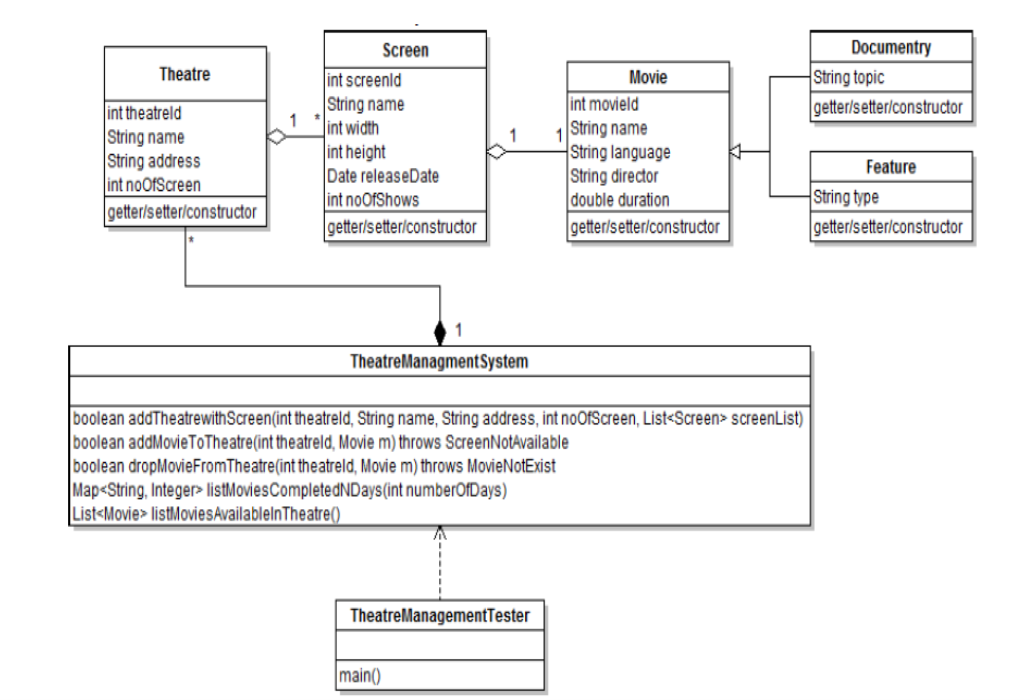 Theatre
int theatreId
String name
String address
int noOfScreen
getter/setter/constructor
1
*
Screen
int screenId
String name
int width
int height
Date releaseDate
int noOfShows
getter/setter/constructor
1
1
Movie
int movieId
String name
String language
String director
double duration
getter/setter/constructor
Documentry
String topic
getter/setter/constructor
Feature
String type
getter/setter/constructor
*
1
TheatreManagmentSystem
boolean addTheatrewithScreen(int theatreId, String name, String address, int noOfScreen, List<Screen> screenList)
boolean addMovieToTheatre(int theatreId, Movie m) throws ScreenNotAvailable
boolean dropMovieFromTheatre(int theatreId, Movie m) throws MovieNotExist
Map<String, Integer> listMoviesCompletedNDays(int numberOfDays)
List<Movie> listMoviesAvailableInTheatre()
TheatreManagementTester
main()